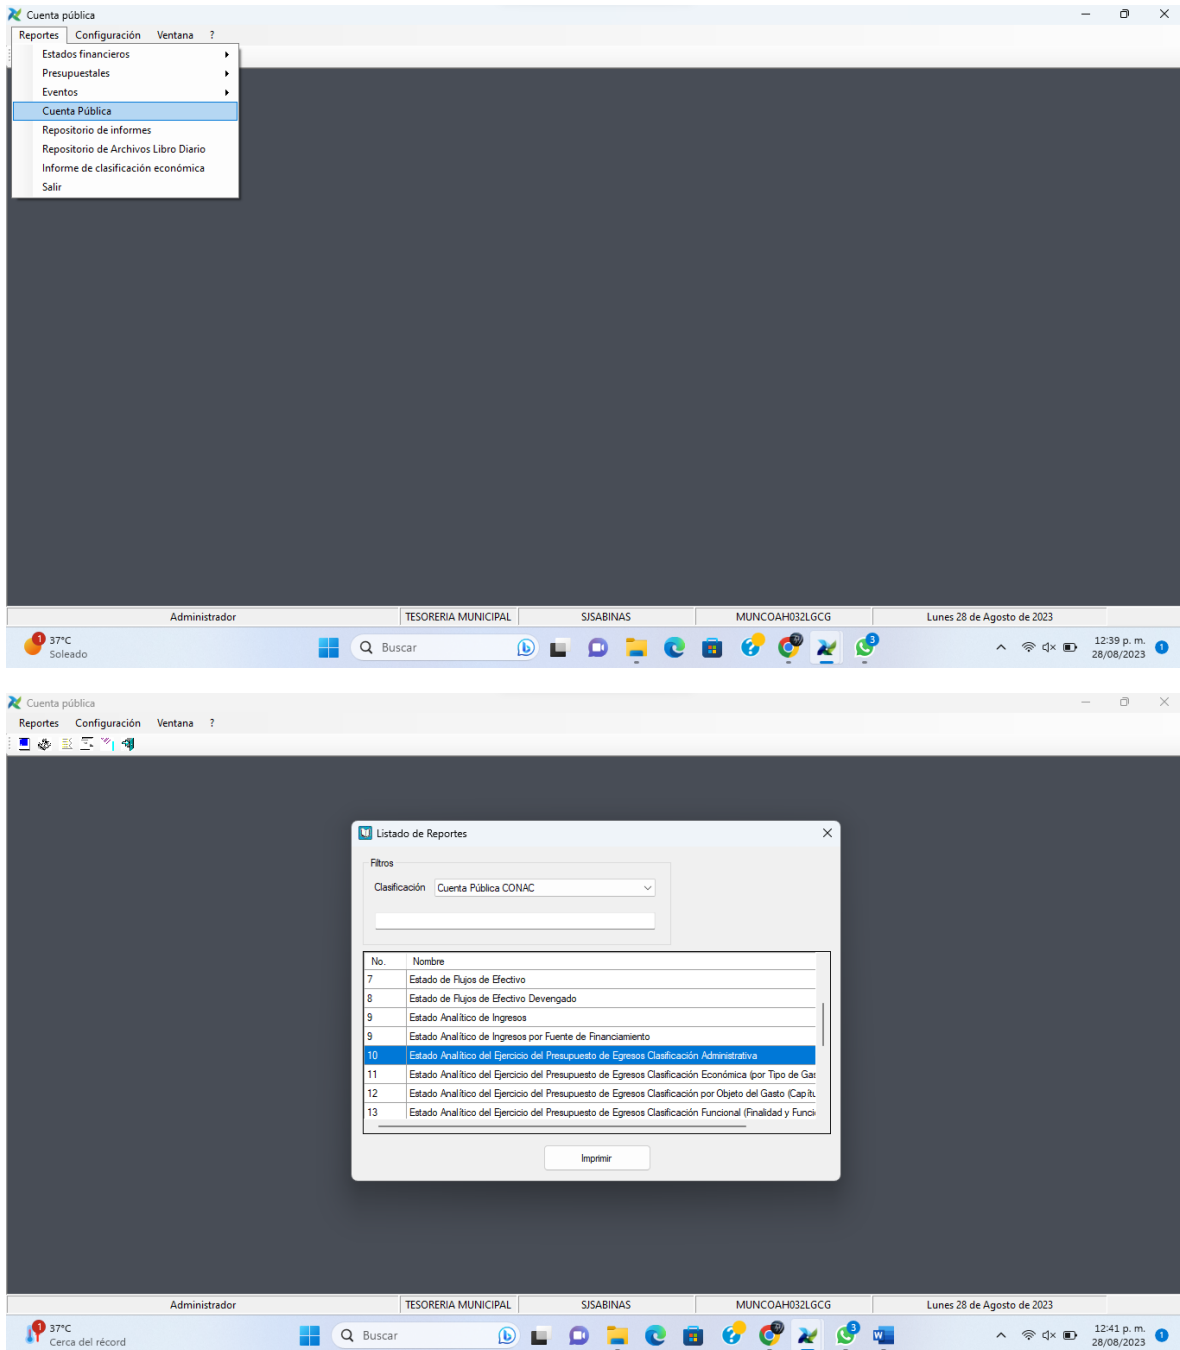 Cuenta pública
Reportes Configuración Ventana ?
Estados financieros
Presupuestales
Eventos
Cuenta Pública
Repositorio de informes
Repositorio de Archivos Libro Diario
Informe de clasificación económica
Salir
Administrador TESORERIA MUNICIPAL SJSABINAS MUNCOAH032LGCG Lunes 28 de Agosto de 2023
1 37°C
Soleado
Buscar
3
12:39 p. m.
28/08/2023
1
Cuenta pública
Reportes Configuración Ventana ?
Listado de Reportes
Filtros
Clasificación Cuenta Pública CONAC
No. Nombre
7 Estado de Flujos de Efectivo
8 Estado de Flujos de Efectivo Devengado
9 Estado Analítico de Ingresos
9 Estado Analítico de Ingresos por Fuente de Financiamiento
10 Estado Analítico del Ejercicio del Presupuesto de Egresos Clasificación Administrativa
11 Estado Analítico del Ejercicio del Presupuesto de Egresos Clasificación Económica (por Tipo de Gas
12 Estado Analítico del Ejercicio del Presupuesto de Egresos Clasificación por Objeto del Gasto (Capítu
13 Estado Analítico del Ejercicio del Presupuesto de Egresos Clasificación Funcional (Finalidad y Funci
Imprimir
Administrador TESORERIA MUNICIPAL SJSABINAS MUNCOAH032LGCG Lunes 28 de Agosto de 2023
1 37°C
Cerca del récord
Buscar
3
12:41 p. m.
28/08/2023
1